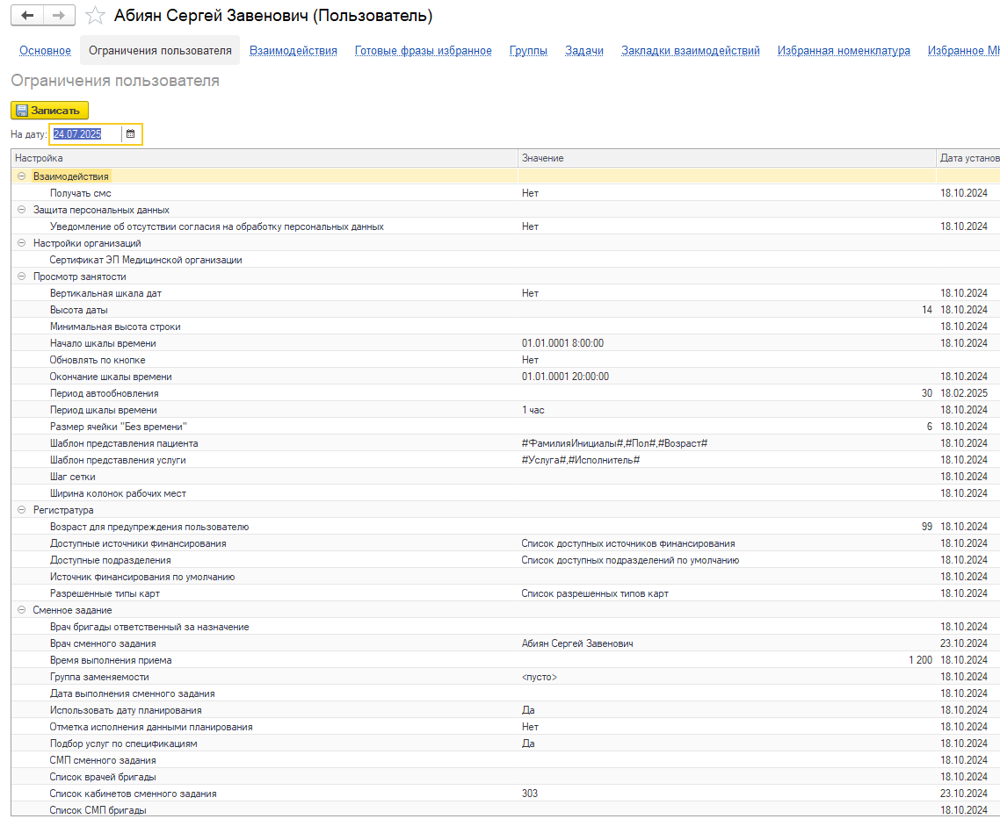 Абиян Сергей Завенович (Пользователь)
Основное Ограничения пользователя Взаимодействия Готовые фразы избранное Группы Задачи Закладки взаимодействий Избранная номенклатура Избранное МН
Ограничения пользователя
Записать
На дату: 24.07.2025
Настройка Значение Дата установ
Взаимодействия
Получать смс Нет 18.10.2024
Защита персональных данных
Уведомление об отсутствии согласия на обработку персональных данных Нет 18.10.2024
Настройки организаций
Сертификат ЭП Медицинской организации
Просмотр занятости
Вертикальная шкала дат Нет 18.10.2024
Высота даты 14 18.10.2024
Минимальная высота строки 18.10.2024
Начало шкалы времени 01.01.0001 8:00:00 18.10.2024
Обновлять по кнопке Нет
Окончание шкалы времени 01.01.0001 20:00:00 18.10.2024
Период автообновления 30 18.02.2025
Период шкалы времени 1 час 18.10.2024
Размер ячейки "Без времени" 6 18.10.2024
Шаблон представления пациента #ФамилияИнициалы#,#Пол#,#Возраст# 18.10.2024
Шаблон представления услуги #Услуга#,#Исполнитель# 18.10.2024
Шаг сетки 18.10.2024
Ширина колонок рабочих мест 18.10.2024
Регистратура
Возраст для предупреждения пользователю 99 18.10.2024
Доступные источники финансирования Список доступных источников финансирования 18.10.2024
Доступные подразделения Список доступных подразделений по умолчанию 18.10.2024
Источник финансирования по умолчанию 18.10.2024
Разрешенные типы карт Список разрешенных типов карт 18.10.2024
Сменное задание
Врач бригады ответственный за назначение 18.10.2024
Врач сменного задания Абиян Сергей Завенович 23.10.2024
Время выполнения приема 1 200 18.10.2024
Группа заменяемости <пусто> 18.10.2024
Дата выполнения сменного задания 18.10.2024
Использовать дату планирования Да 18.10.2024
Отметка исполнения данными планирования Нет 18.10.2024
Подбор услуг по спецификациям Да 18.10.2024
СМП сменного задания 18.10.2024
Список врачей бригады 18.10.2024
Список кабинетов сменного задания 303 23.10.2024
Список СМП бригады 18.10.2024